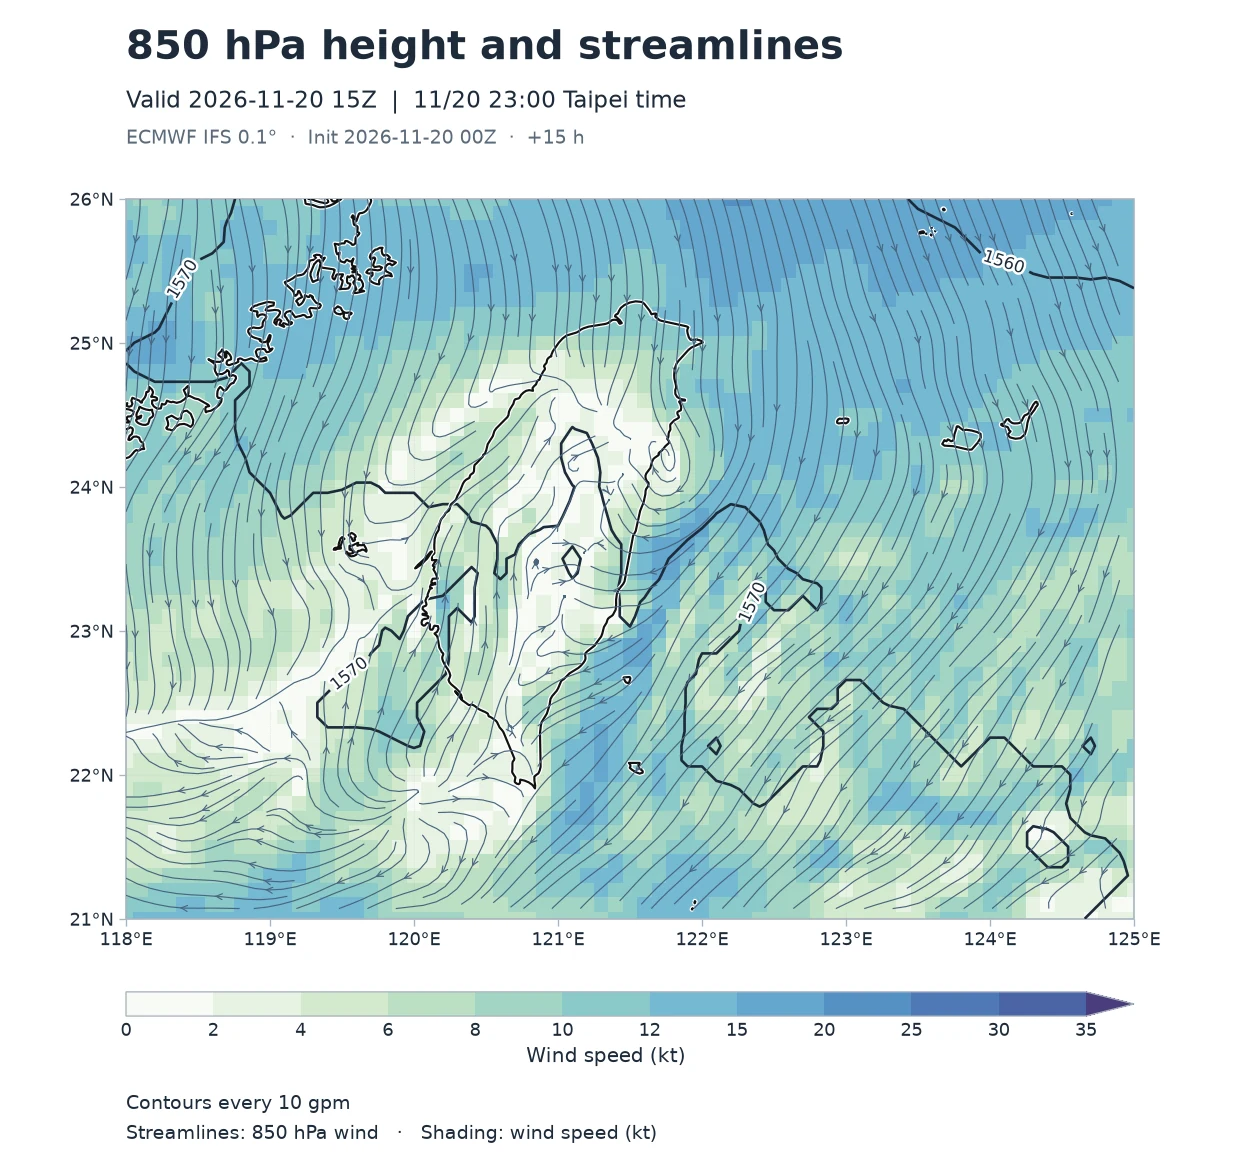 850 hPa height and streamlines
Valid 2026-11-20 15Z | 11/20 23:00 Taipei time
ECMWF IFS 0.1° · Init 2026-11-20 00Z · +15 h
26°N
25°N
24°N
23°N
22°N
21°N
1570
1560
1570
1570
118°E 119°E 120°E 121°E 122°E 123°E 124°E 125°E
0 2 4 6 8 10 12 15 20 25 30 35
Wind speed (kt)
Contours every 10 gpm
Streamlines: 850 hPa wind · Shading: wind speed (kt)